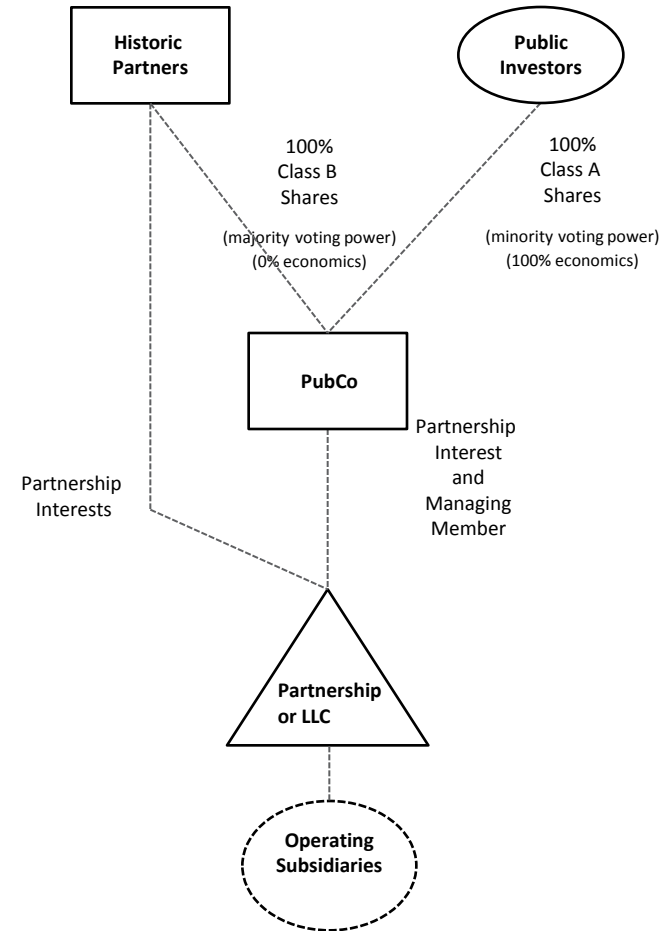 Historic
Partners
Public
Investors
100%
Class B
Shares
(majority voting power)
(0% economics)
100%
Class A
Shares
(minority voting power)
(100% economics)
PubCo
Partnership
Interest
and
Managing
Member
Partnership
Interests
Partnership
or LLC
Operating
Subsidiaries